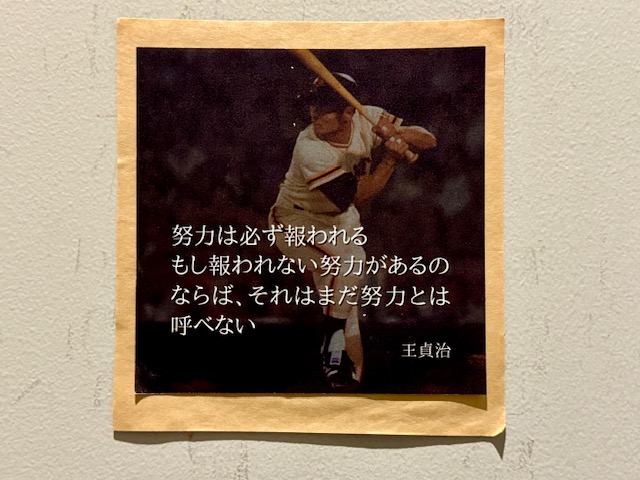 努力は必ず報われる
もし報われない努力があるの
ならば、それはまだ努力とは
呼べない
王貞治